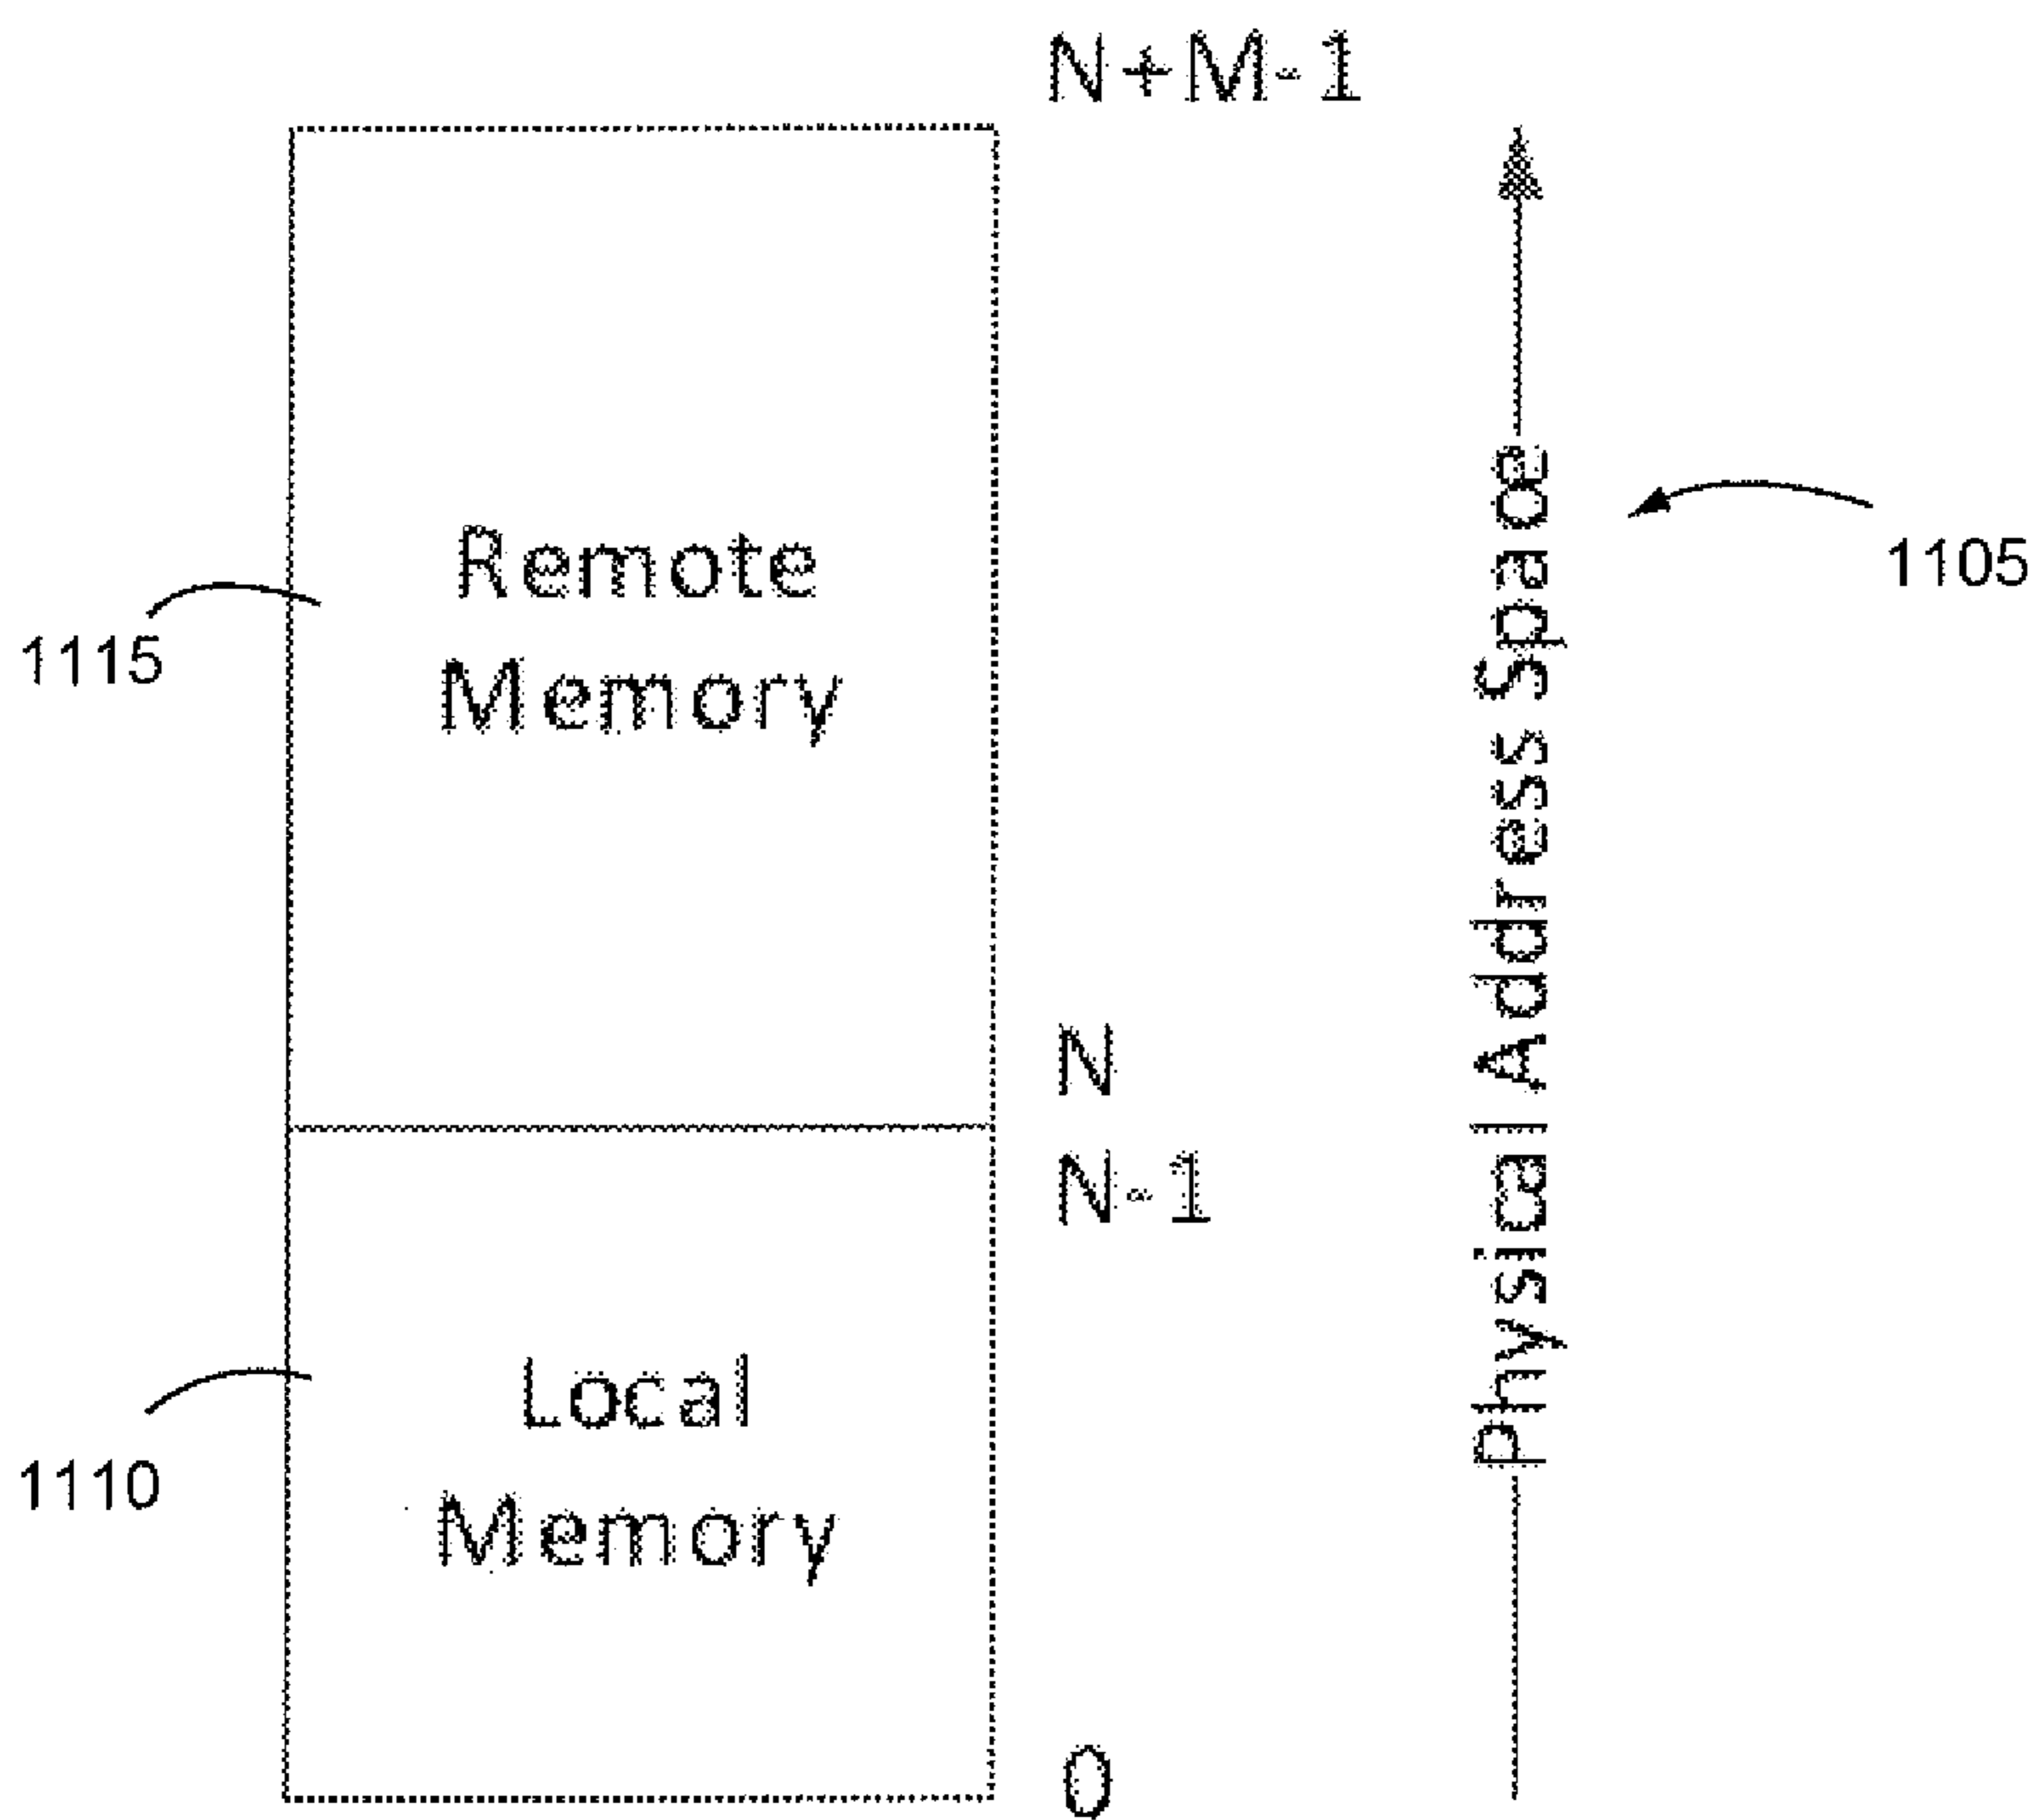 N+M-1
Remote
Memory
1115
Physical Address Space
1105
N
N-1
Local
Memory
1110
0